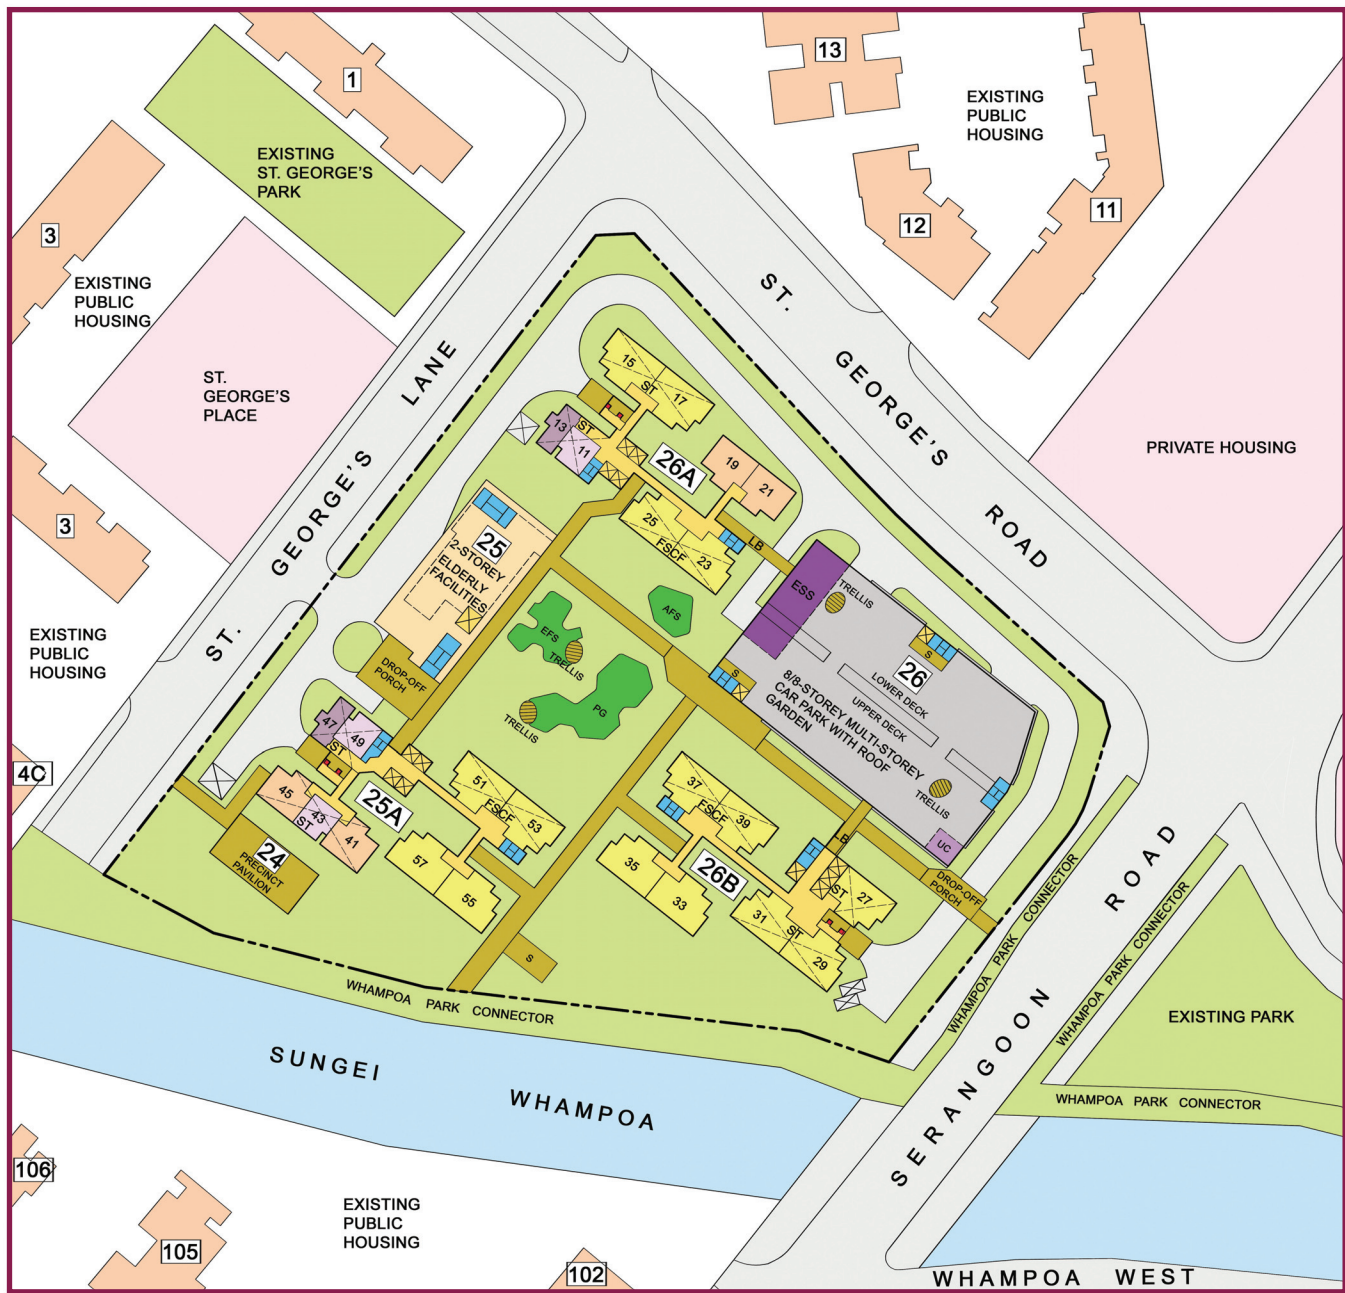 1
13
EXISTING
PUBLIC
HOUSING
EXISTING
ST. GEORGE'S
PARK
3
12
11
EXISTING
PUBLIC
HOUSING
ST.
GEORGE'S
ROAD
ST.
GEORGE'S
LANE
ST.
GEORGE'S
PLACE
PRIVATE HOUSING
3
EXISTING
PUBLIC
HOUSING
4C
15
ST
17
13
ST
11
26A
19
21
25
FSCF
23
LB
25
2-STOREY
ELDERLY
FACILITIES
DROP-OFF
PORCH
ESS
TRELLIS
AFS
EFS
TRELLIS
PG
TRELLIS
S
26
LOWER DECK
UPPER DECK
8/8-STOREY MULTI-STOREY
CAR PARK WITH ROOF
GARDEN
S
TRELLIS
UC
47
49
ST
45
43
ST
41
25A
51
FSCF
53
57
55
24
PRECINCT
PAVILION
37
FSCF
39
35
33
26B
LB
ST
27
31
ST
29
DROP-OFF
PORCH
S
WHAMPOA PARK CONNECTOR
WHAMPOA PARK CONNECTOR
WHAMPOA PARK CONNECTOR
WHAMPOA PARK CONNECTOR
EXISTING PARK
SERANGOON ROAD
SUNGEI WHAMPOA
106
105
EXISTING
PUBLIC
HOUSING
102
WHAMPOA WEST